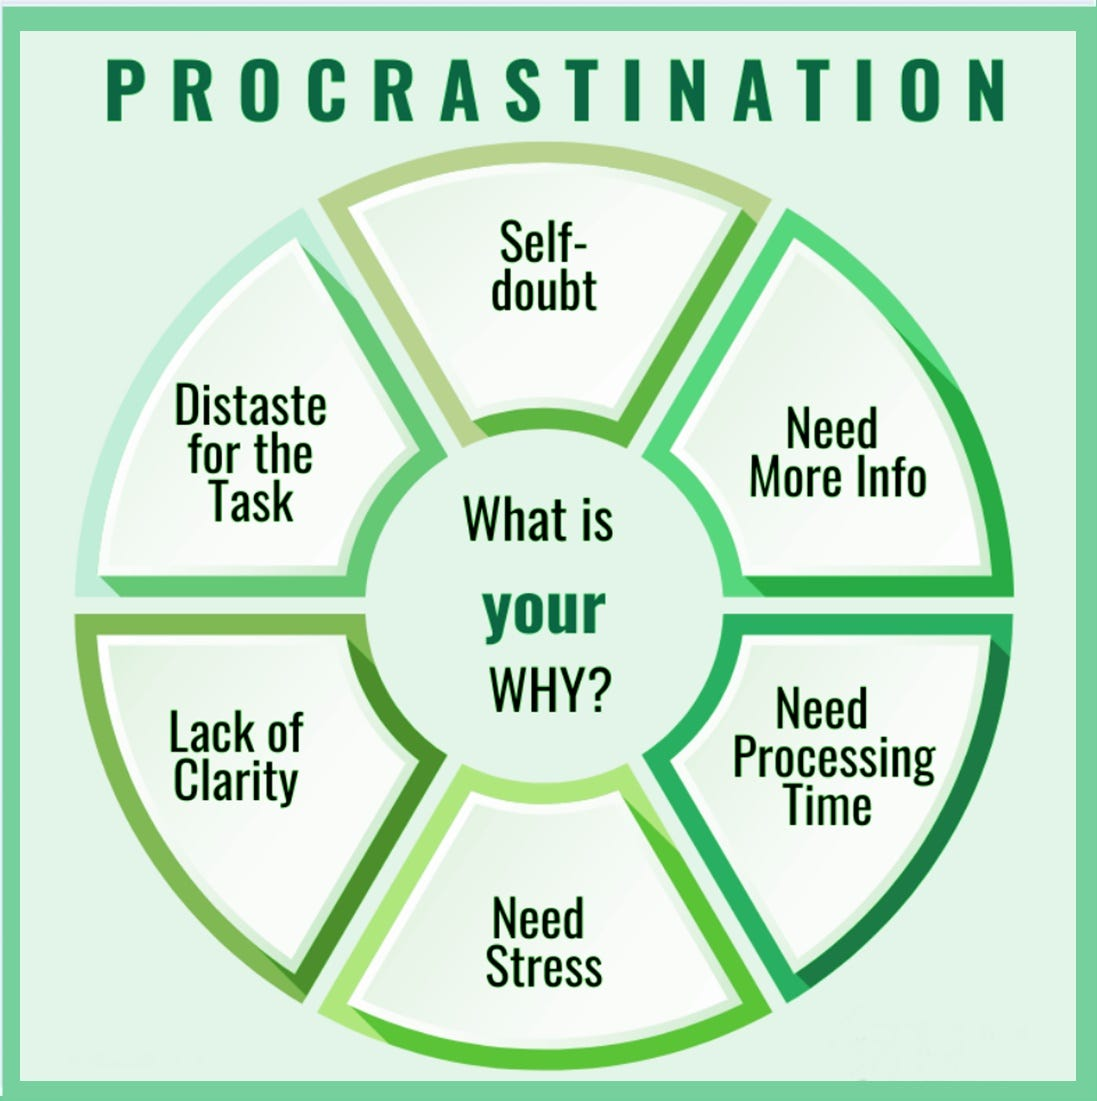 PROCRASTINATION
Self-
doubt
Need
More Info
Need
Processing
Time
Need
Stress
Lack of
Clarity
Distaste
for the
Task
What is
your
WHY?